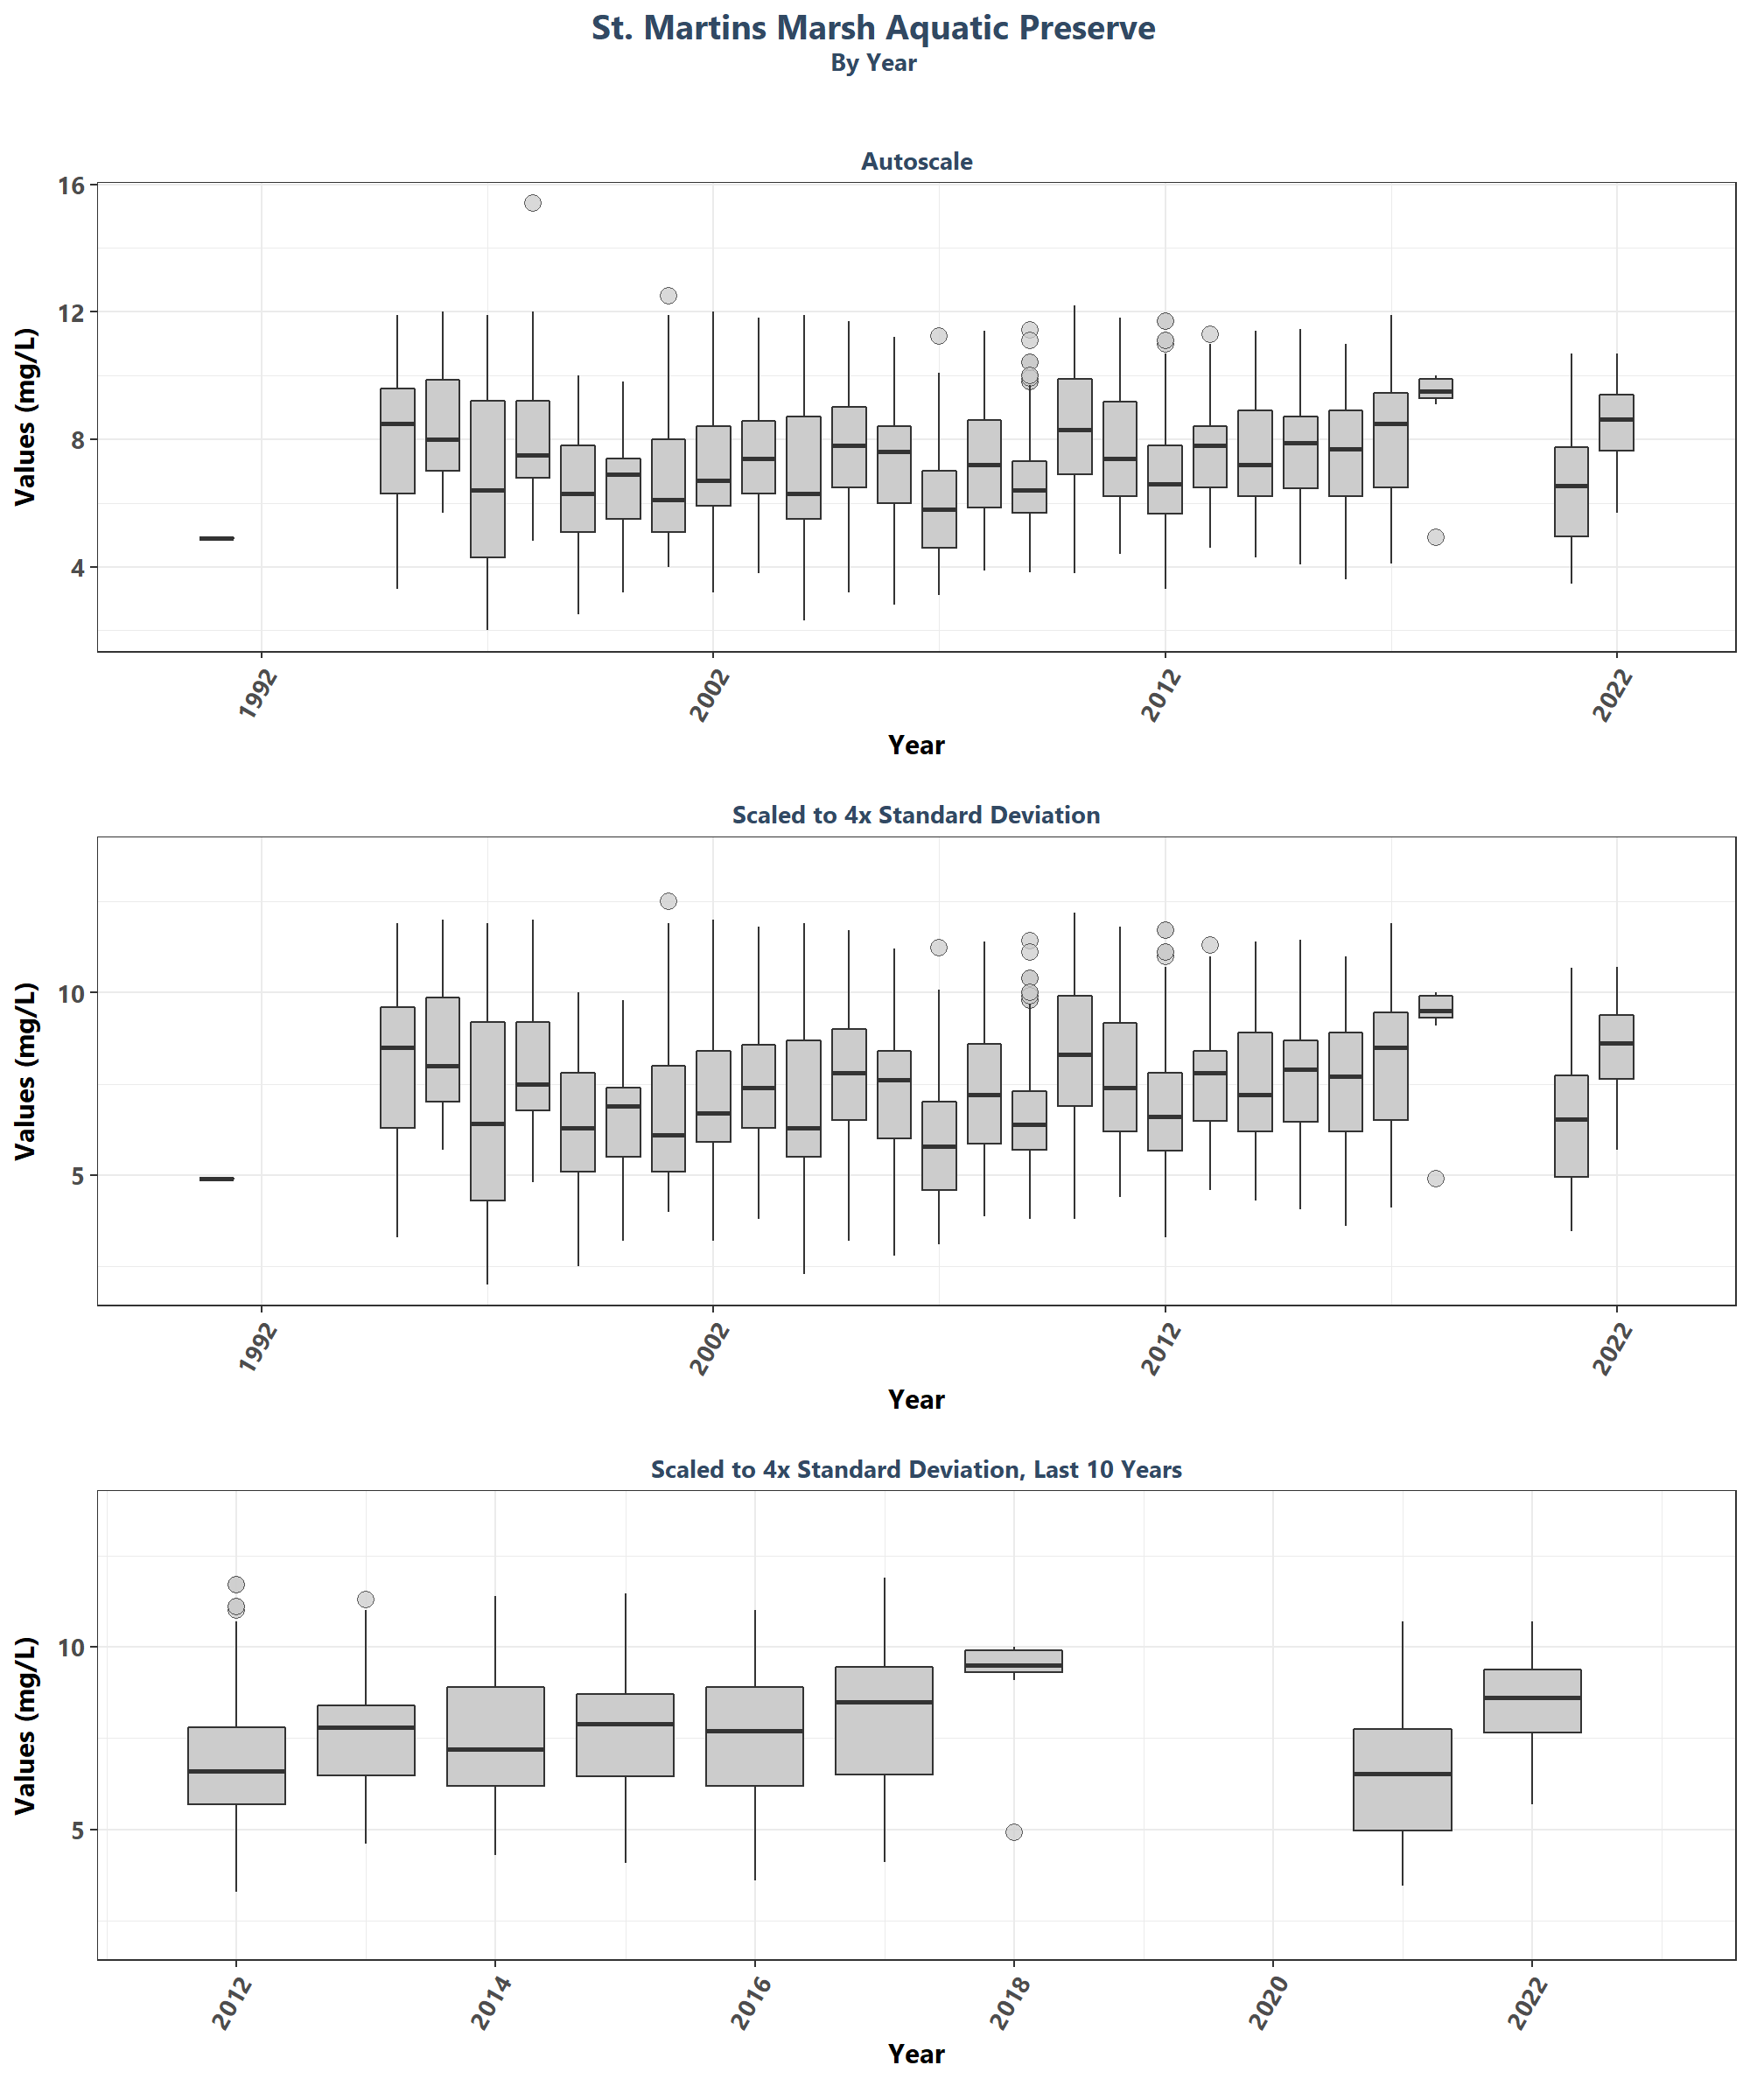 St. Martins Marsh Aquatic Preserve
By Year
Autoscale
16
12
8
4
Values (mg/L)
1992
2002
2012
2022
Year
Scaled to 4x Standard Deviation
10
5
Values (mg/L)
1992
2002
2012
2022
Year
Scaled to 4x Standard Deviation, Last 10 Years
10
5
Values (mg/L)
2012
2014
2016
2018
2020
2022
Year